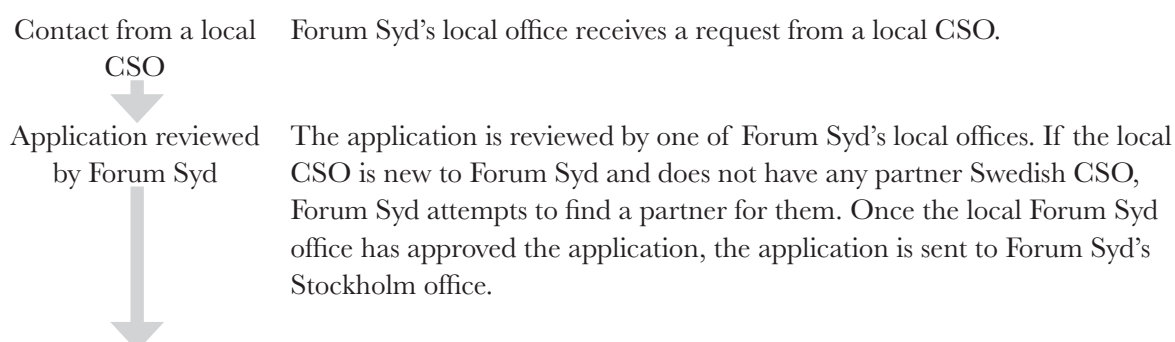 Contact from a local
CSO
Forum Syd’s local office receives a request from a local CSO.
Application reviewed
by Forum Syd
The application is reviewed by one of Forum Syd’s local offices. If the local
CSO is new to Forum Syd and does not have any partner Swedish CSO,
Forum Syd attempts to find a partner for them. Once the local Forum Syd
office has approved the application, the application is sent to Forum Syd’s
Stockholm office.